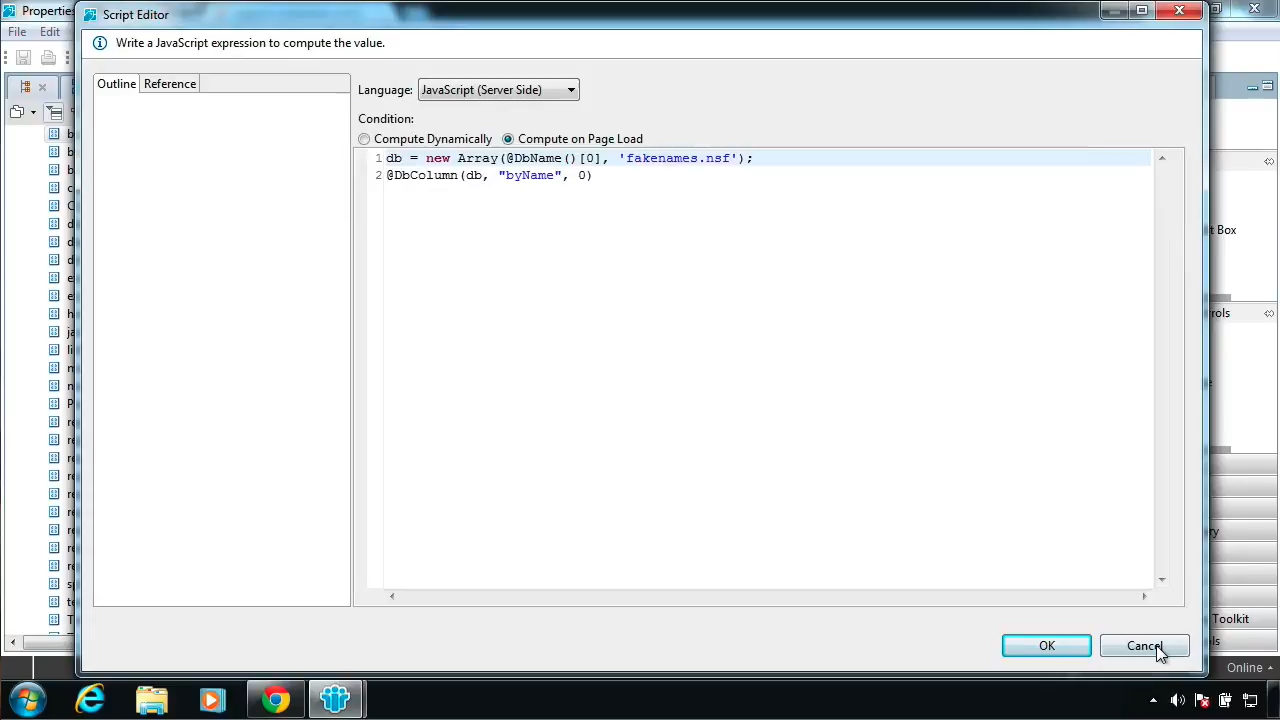 Properties
Script Editor
File Edit
Write a JavaScript expression to compute the value.
Outline Reference
Language: JavaScript (Server Side)
Condition:
Compute Dynamically Compute on Page Load
1 db = new Array(@DbName()[0], 'fakenames.nsf');
2 @DbColumn(db, "byName", 0)
t Box
rols
ry
Toolkit
ls
OK Cancel
Online